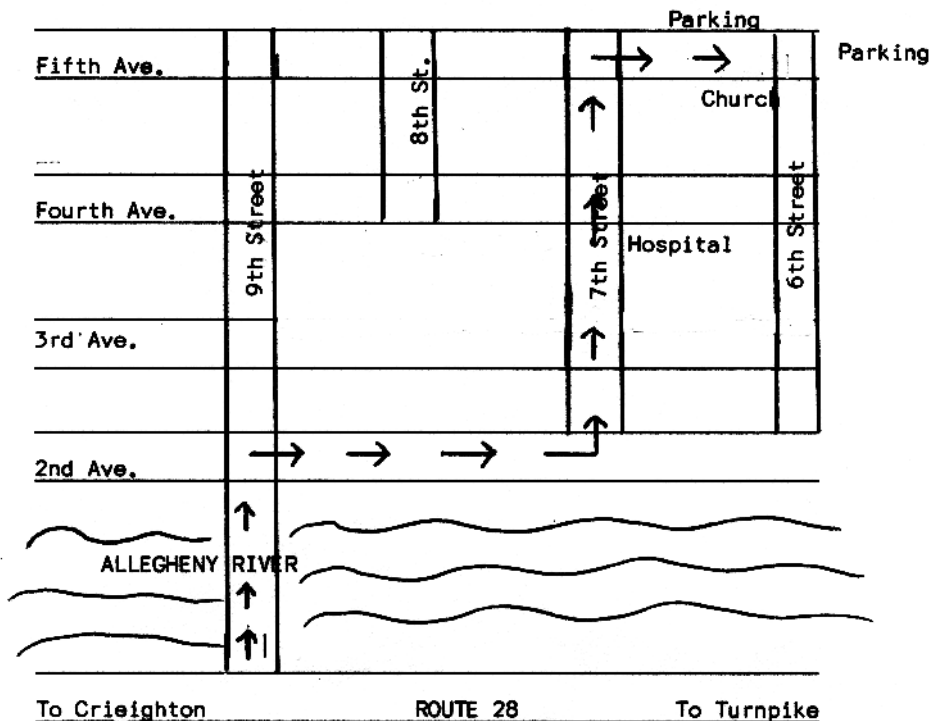 Parking
Fifth Ave.
8th St.
Parking
Church
9th Street
Fourth Ave.
7th Street
6th Street
Hospital
3rd Ave.
2nd Ave.
ALLEGHENY RIVER
To Crieighton ROUTE 28 To Turnpike